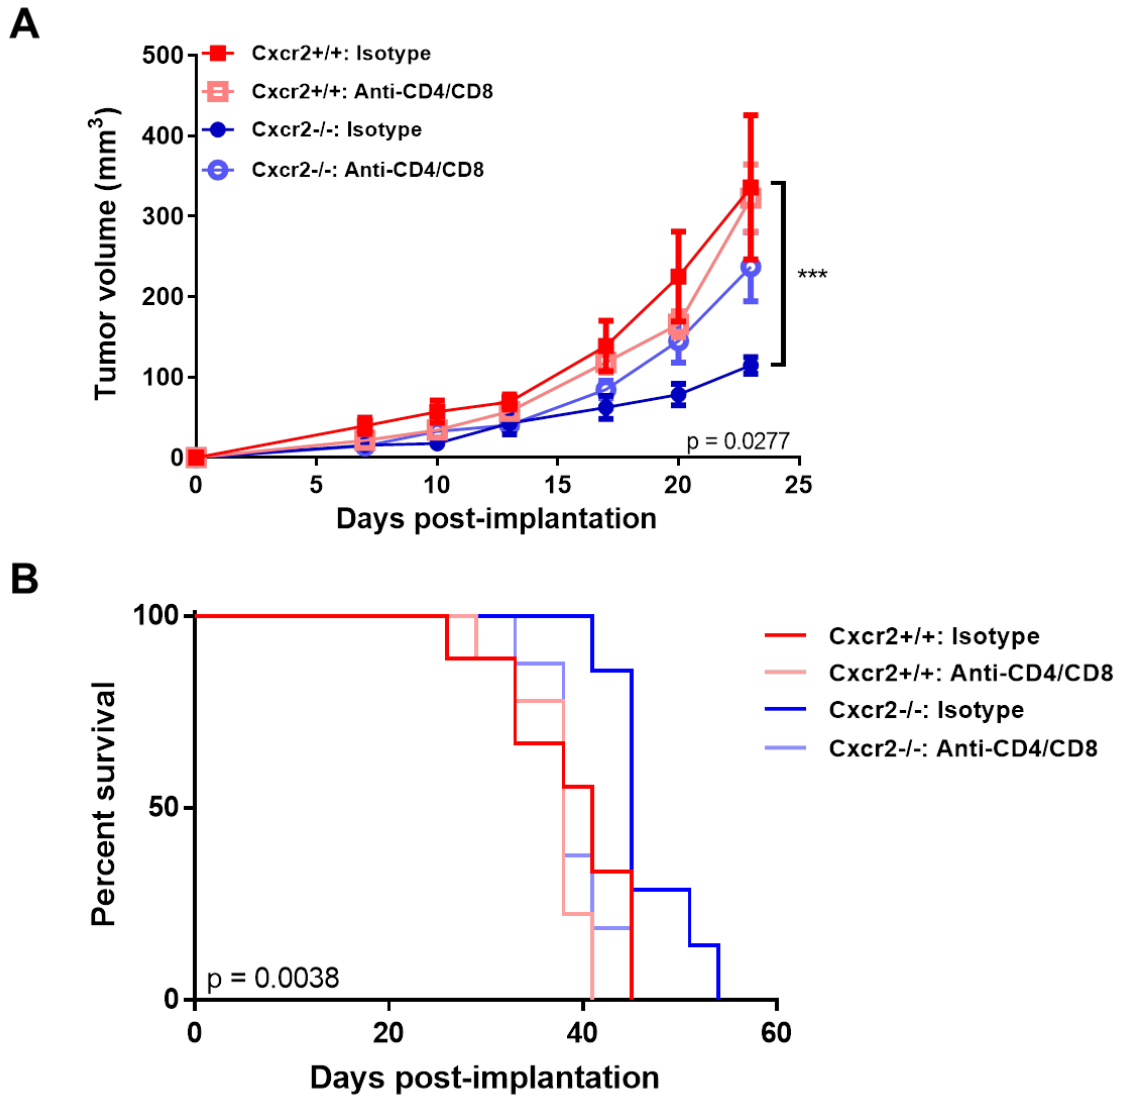 A
Cxcr2+/+: Isotype
Cxcr2+/+: Anti-CD4/CD8
Cxcr2-/-: Isotype
Cxcr2-/-: Anti-CD4/CD8
500
400
300
200
100
0
Tumor volume (mm3)
***
p = 0.0277
0 5 10 15 20 25
Days post-implantation
B
100
50
0
Percent survival
Cxcr2+/+: Isotype
Cxcr2+/+: Anti-CD4/CD8
Cxcr2-/-: Isotype
Cxcr2-/-: Anti-CD4/CD8
p = 0.0038
0 20 40 60
Days post-implantation